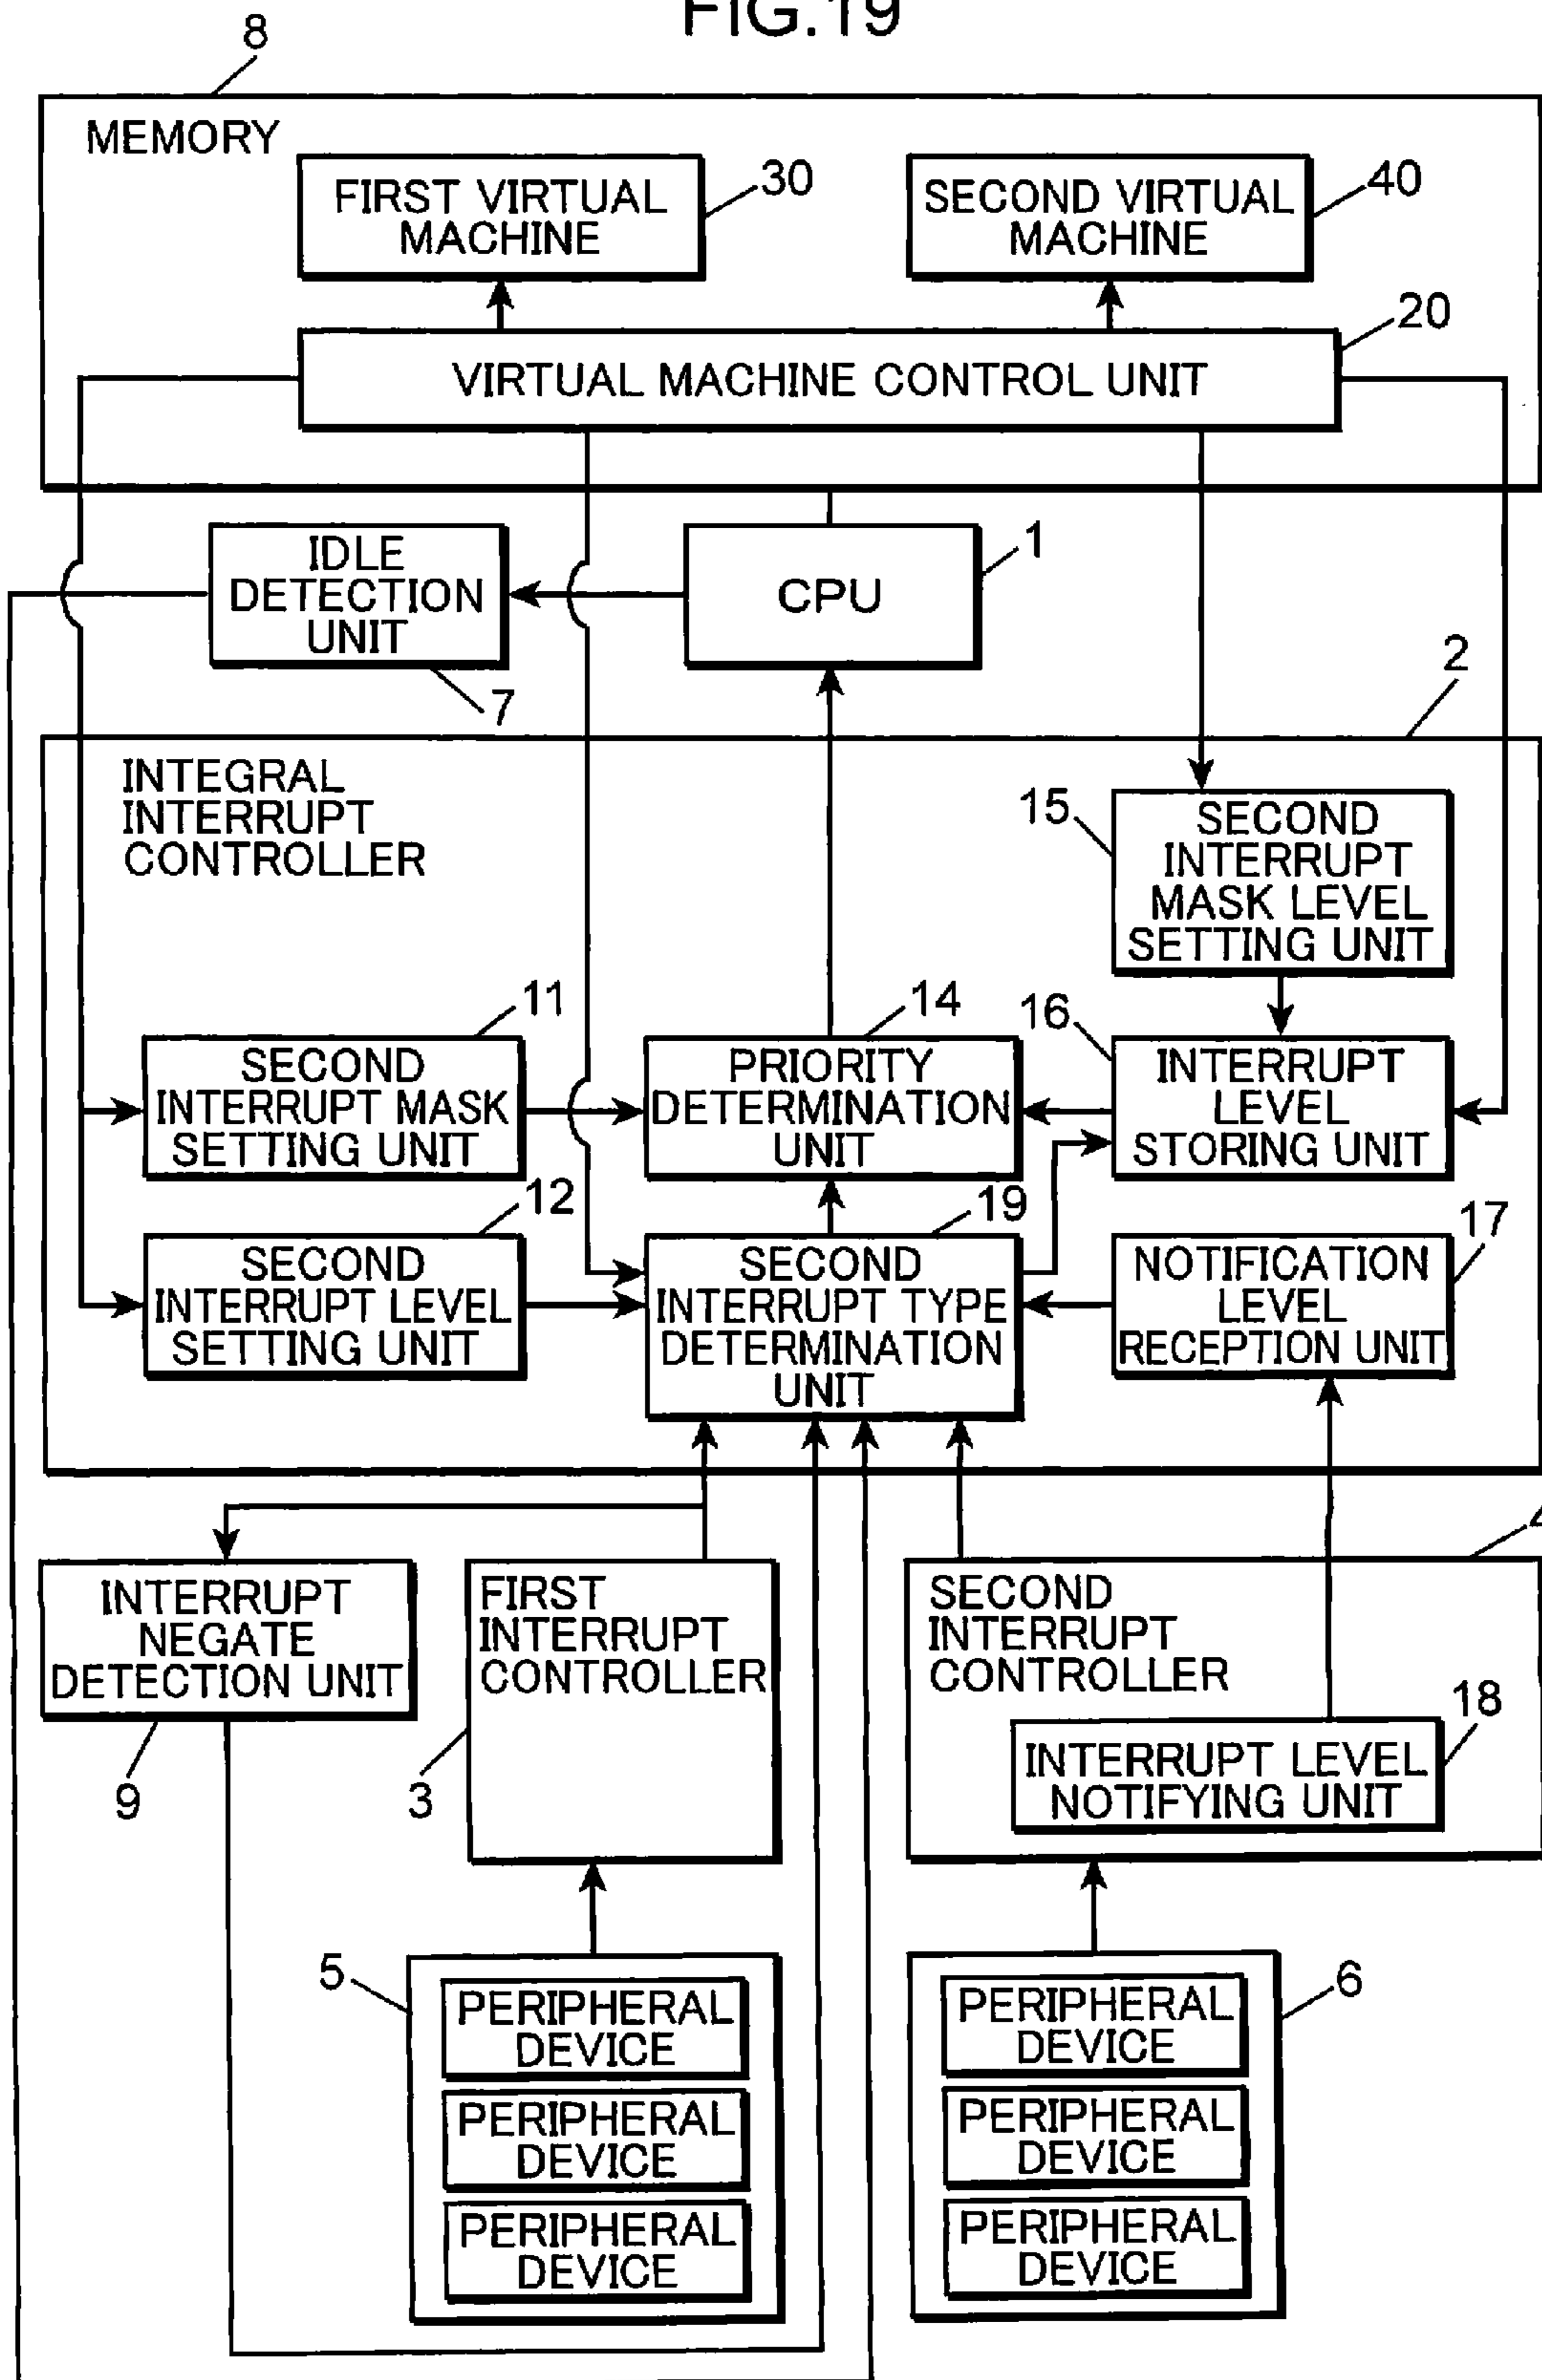 FIG.19
8
MEMORY
FIRST VIRTUAL
MACHINE
30
SECOND VIRTUAL
MACHINE
40
20
VIRTUAL MACHINE CONTROL UNIT
IDLE
DETECTION
UNIT
7
CPU
1
2
INTEGRAL
INTERRUPT
CONTROLLER
15
SECOND
INTERRUPT
MASK LEVEL
SETTING UNIT
11
SECOND
INTERRUPT MASK
SETTING UNIT
14
PRIORITY
DETERMINATION
UNIT
16
INTERRUPT
LEVEL
STORING UNIT
12
SECOND
INTERRUPT LEVEL
SETTING UNIT
19
SECOND
INTERRUPT TYPE
DETERMINATION
UNIT
17
NOTIFICATION
LEVEL
RECEPTION UNIT
INTERRUPT
NEGATE
DETECTION UNIT
9
FIRST
INTERRUPT
CONTROLLER
3
4
SECOND
INTERRUPT
CONTROLLER
18
INTERRUPT LEVEL
NOTIFYING UNIT
5
PERIPHERAL
DEVICE
PERIPHERAL
DEVICE
PERIPHERAL
DEVICE
6
PERIPHERAL
DEVICE
PERIPHERAL
DEVICE
PERIPHERAL
DEVICE